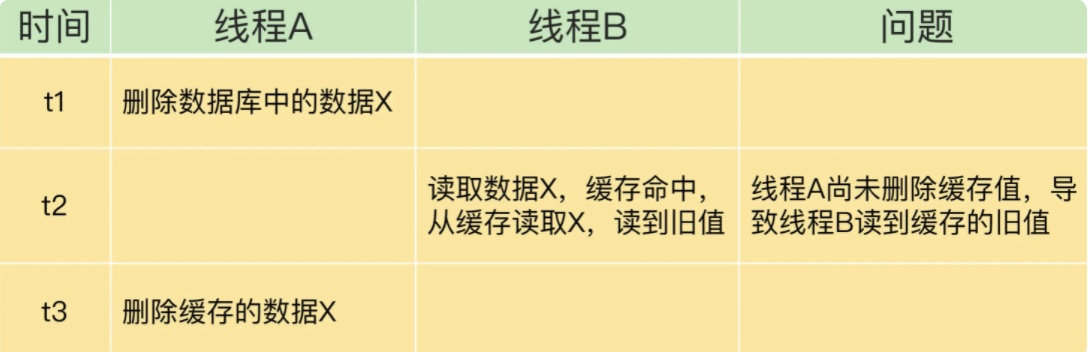 时间 线程A 线程B 问题
t1 删除数据库中的数据X
t2 读取数据X，缓存命中， 线程A尚未删除缓存值，导
从缓存读取X，读到旧值 致线程B读到缓存的旧值
t3 删除缓存的数据X